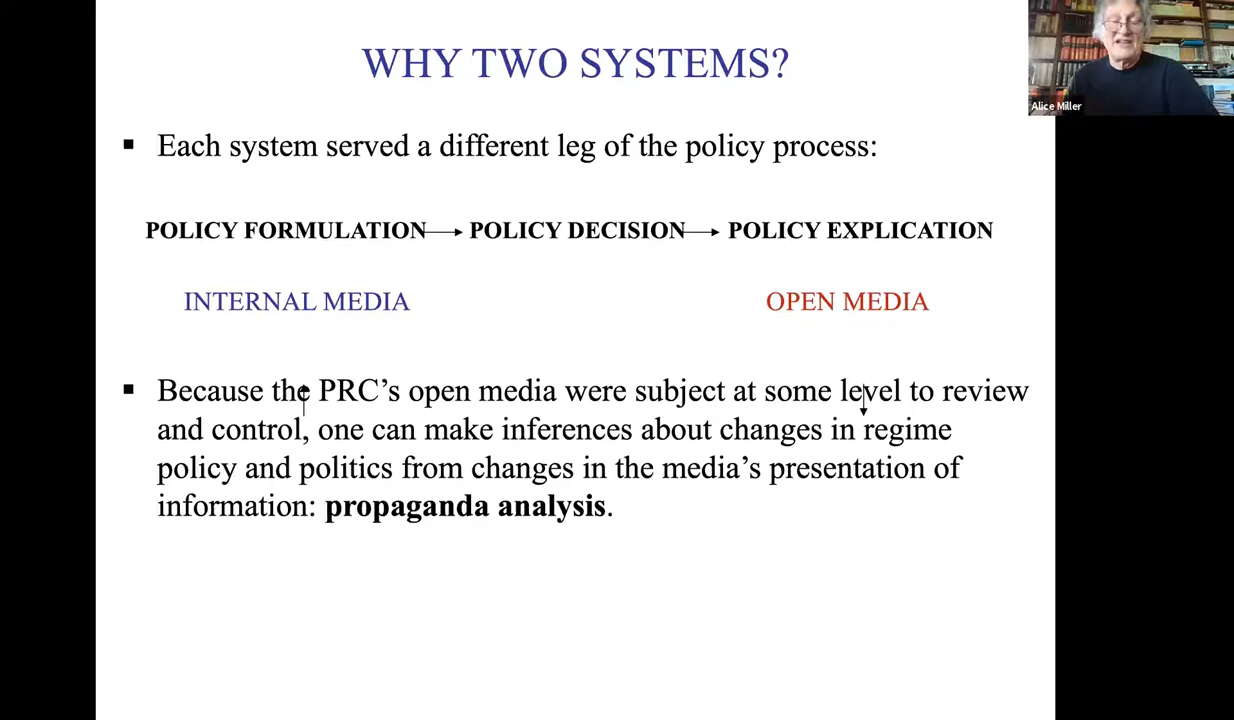 WHY TWO SYSTEMS?
Alice Miller
▪ Each system served a different leg of the policy process:
POLICY FORMULATION → POLICY DECISION → POLICY EXPLICATION
INTERNAL MEDIA OPEN MEDIA
▪ Because the PRC’s open media were subject at some level to review
and control, one can make inferences about changes in regime
policy and politics from changes in the media’s presentation of
information: propaganda analysis.